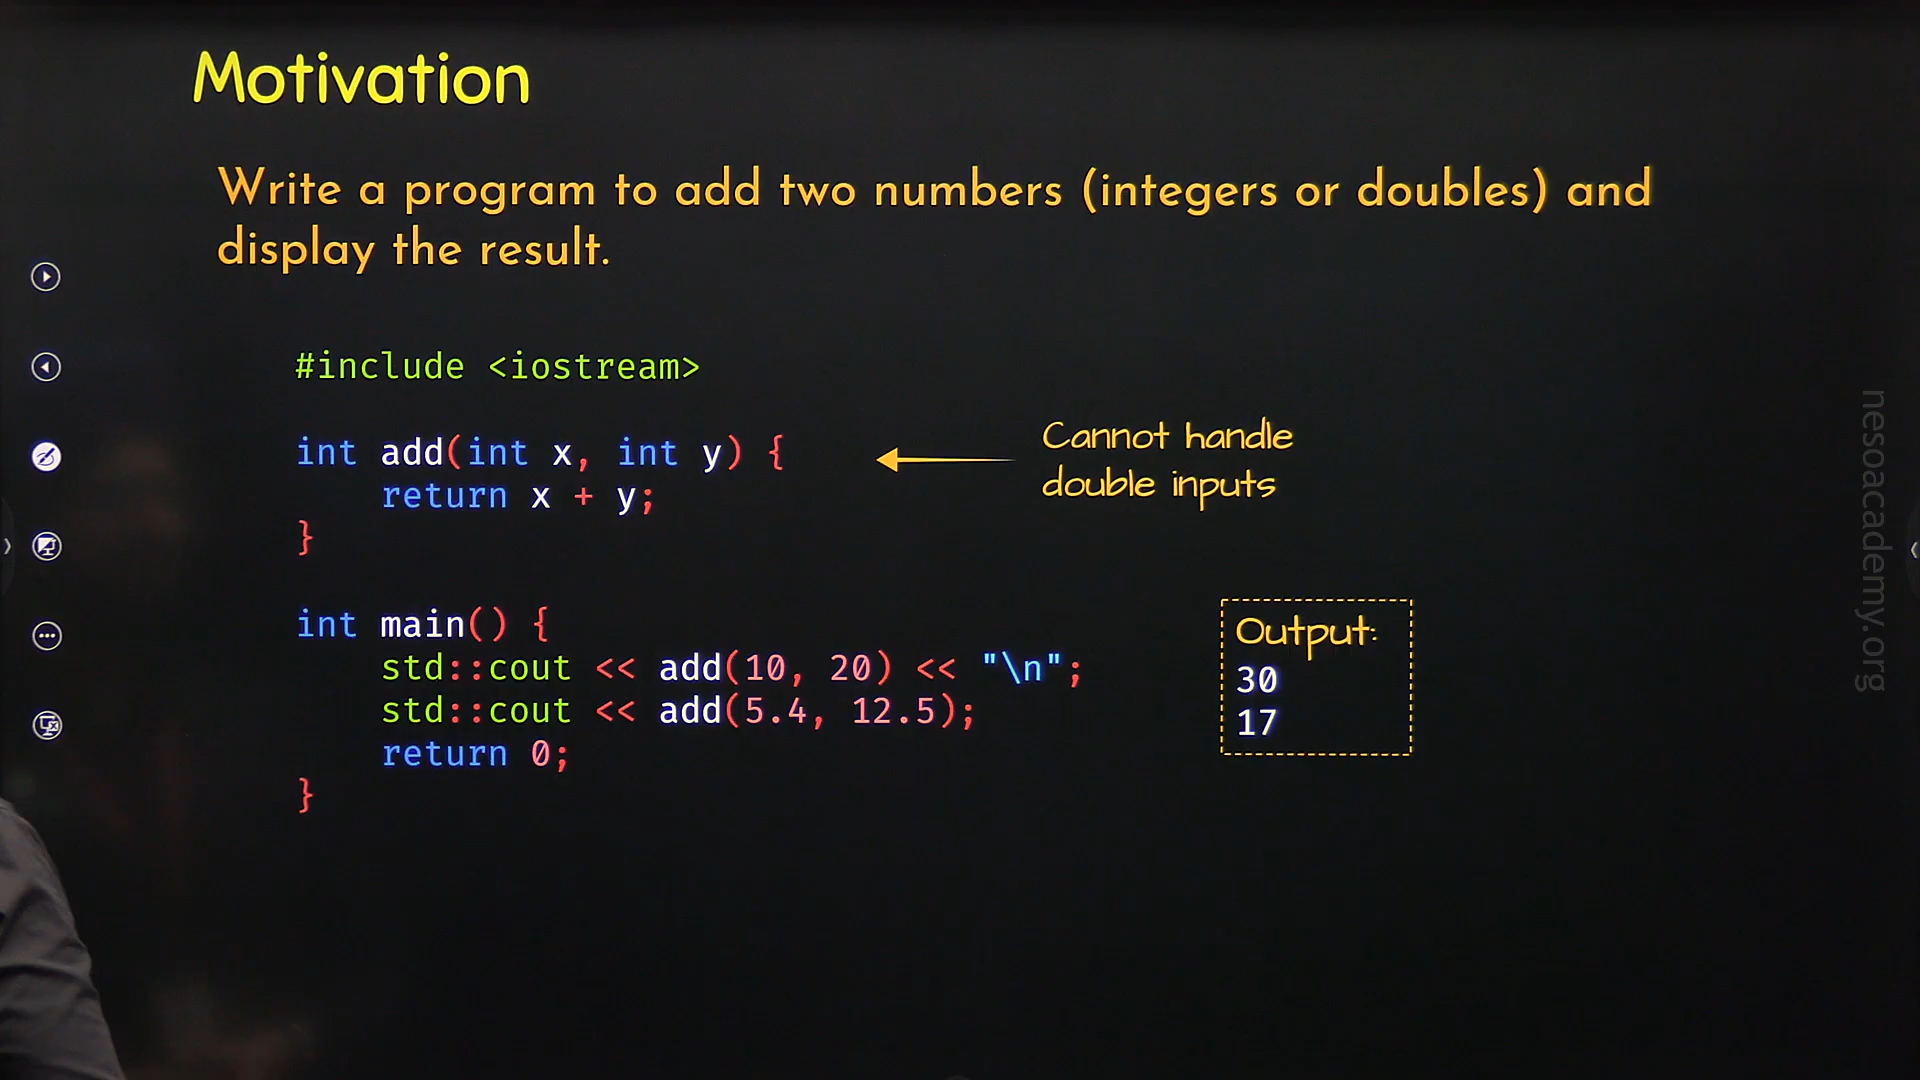 Motivation
Write a program to add two numbers (integers or doubles) and
display the result.
#include <iostream>
int add(int x, int y) {
    return x + y;
}
Cannot handle
double inputs
int main() {
    std::cout << add(10, 20) << "\n";
    std::cout << add(5.4, 12.5);
    return 0;
}
Output:
30
17
nesoacademy.org